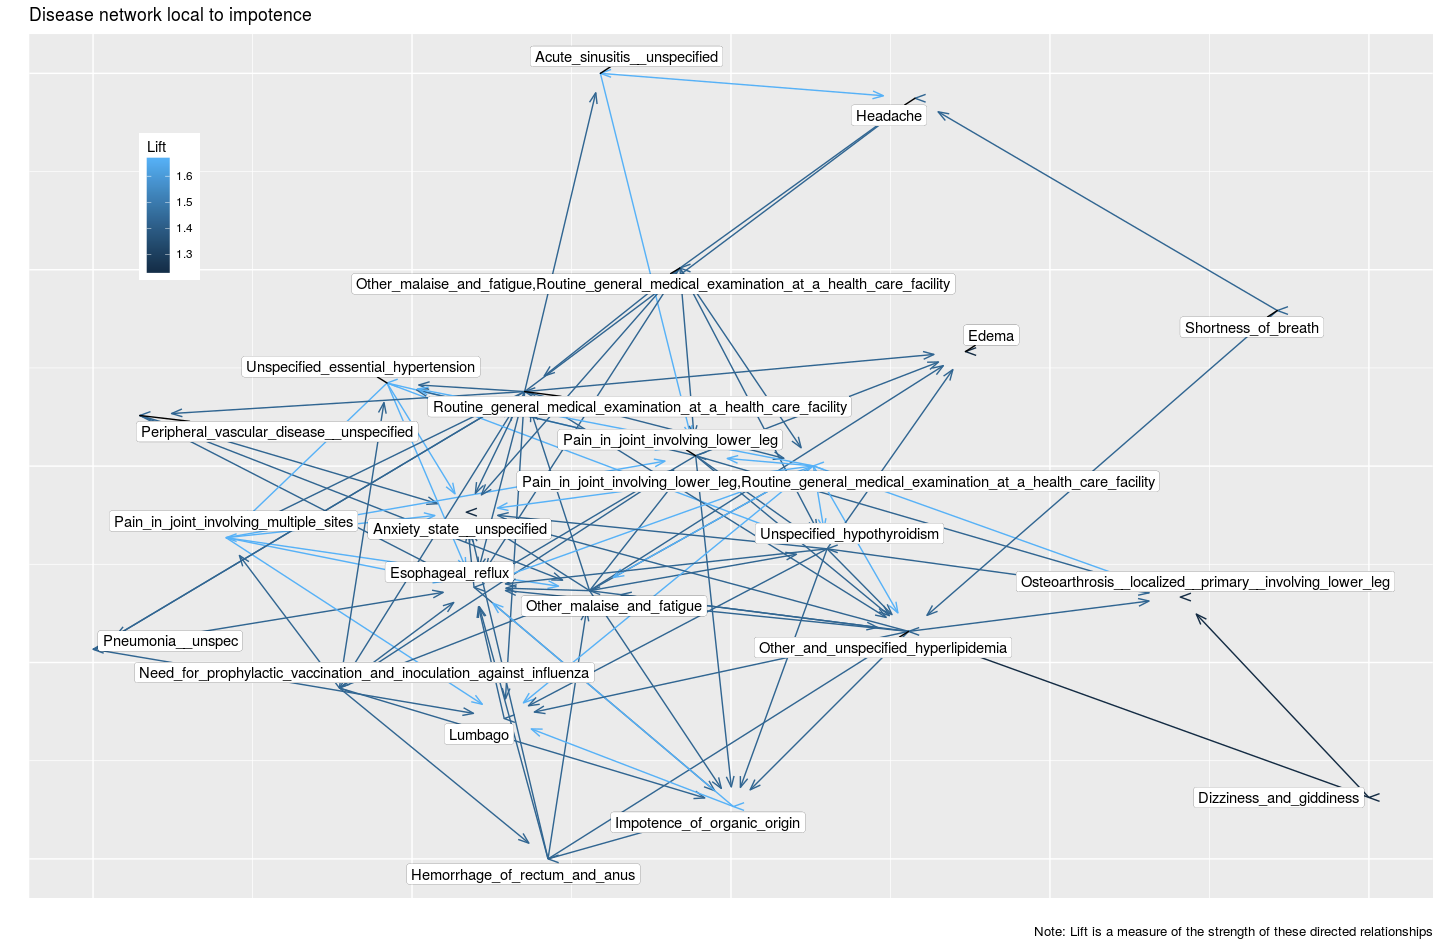 Disease network local to impotence
Acute_sinusitis__unspecified
Headache
Lift
1.6
1.5
1.4
1.3
Other_malaise_and_fatigue,Routine_general_medical_examination_at_a_health_care_facility
Shortness_of_breath
Edema
Unspecified_essential_hypertension
Routine_general_medical_examination_at_a_health_care_facility
Peripheral_vascular_disease__unspecified
Pain_in_joint_involving_lower_leg
Pain_in_joint_involving_lower_leg,Routine_general_medical_examination_at_a_health_care_facility
Pain_in_joint_involving_multiple_sites
Anxiety_state__unspecified
Unspecified_hypothyroidism
Esophageal_reflux
Osteoarthrosis__localized__primary__involving_lower_leg
Other_malaise_and_fatigue
Pneumonia__unspec
Other_and_unspecified_hyperlipidemia
Need_for_prophylactic_vaccination_and_inoculation_against_influenza
Lumbago
Dizziness_and_giddiness
Impotence_of_organic_origin
Hemorrhage_of_rectum_and_anus
Note: Lift is a measure of the strength of these directed relationships